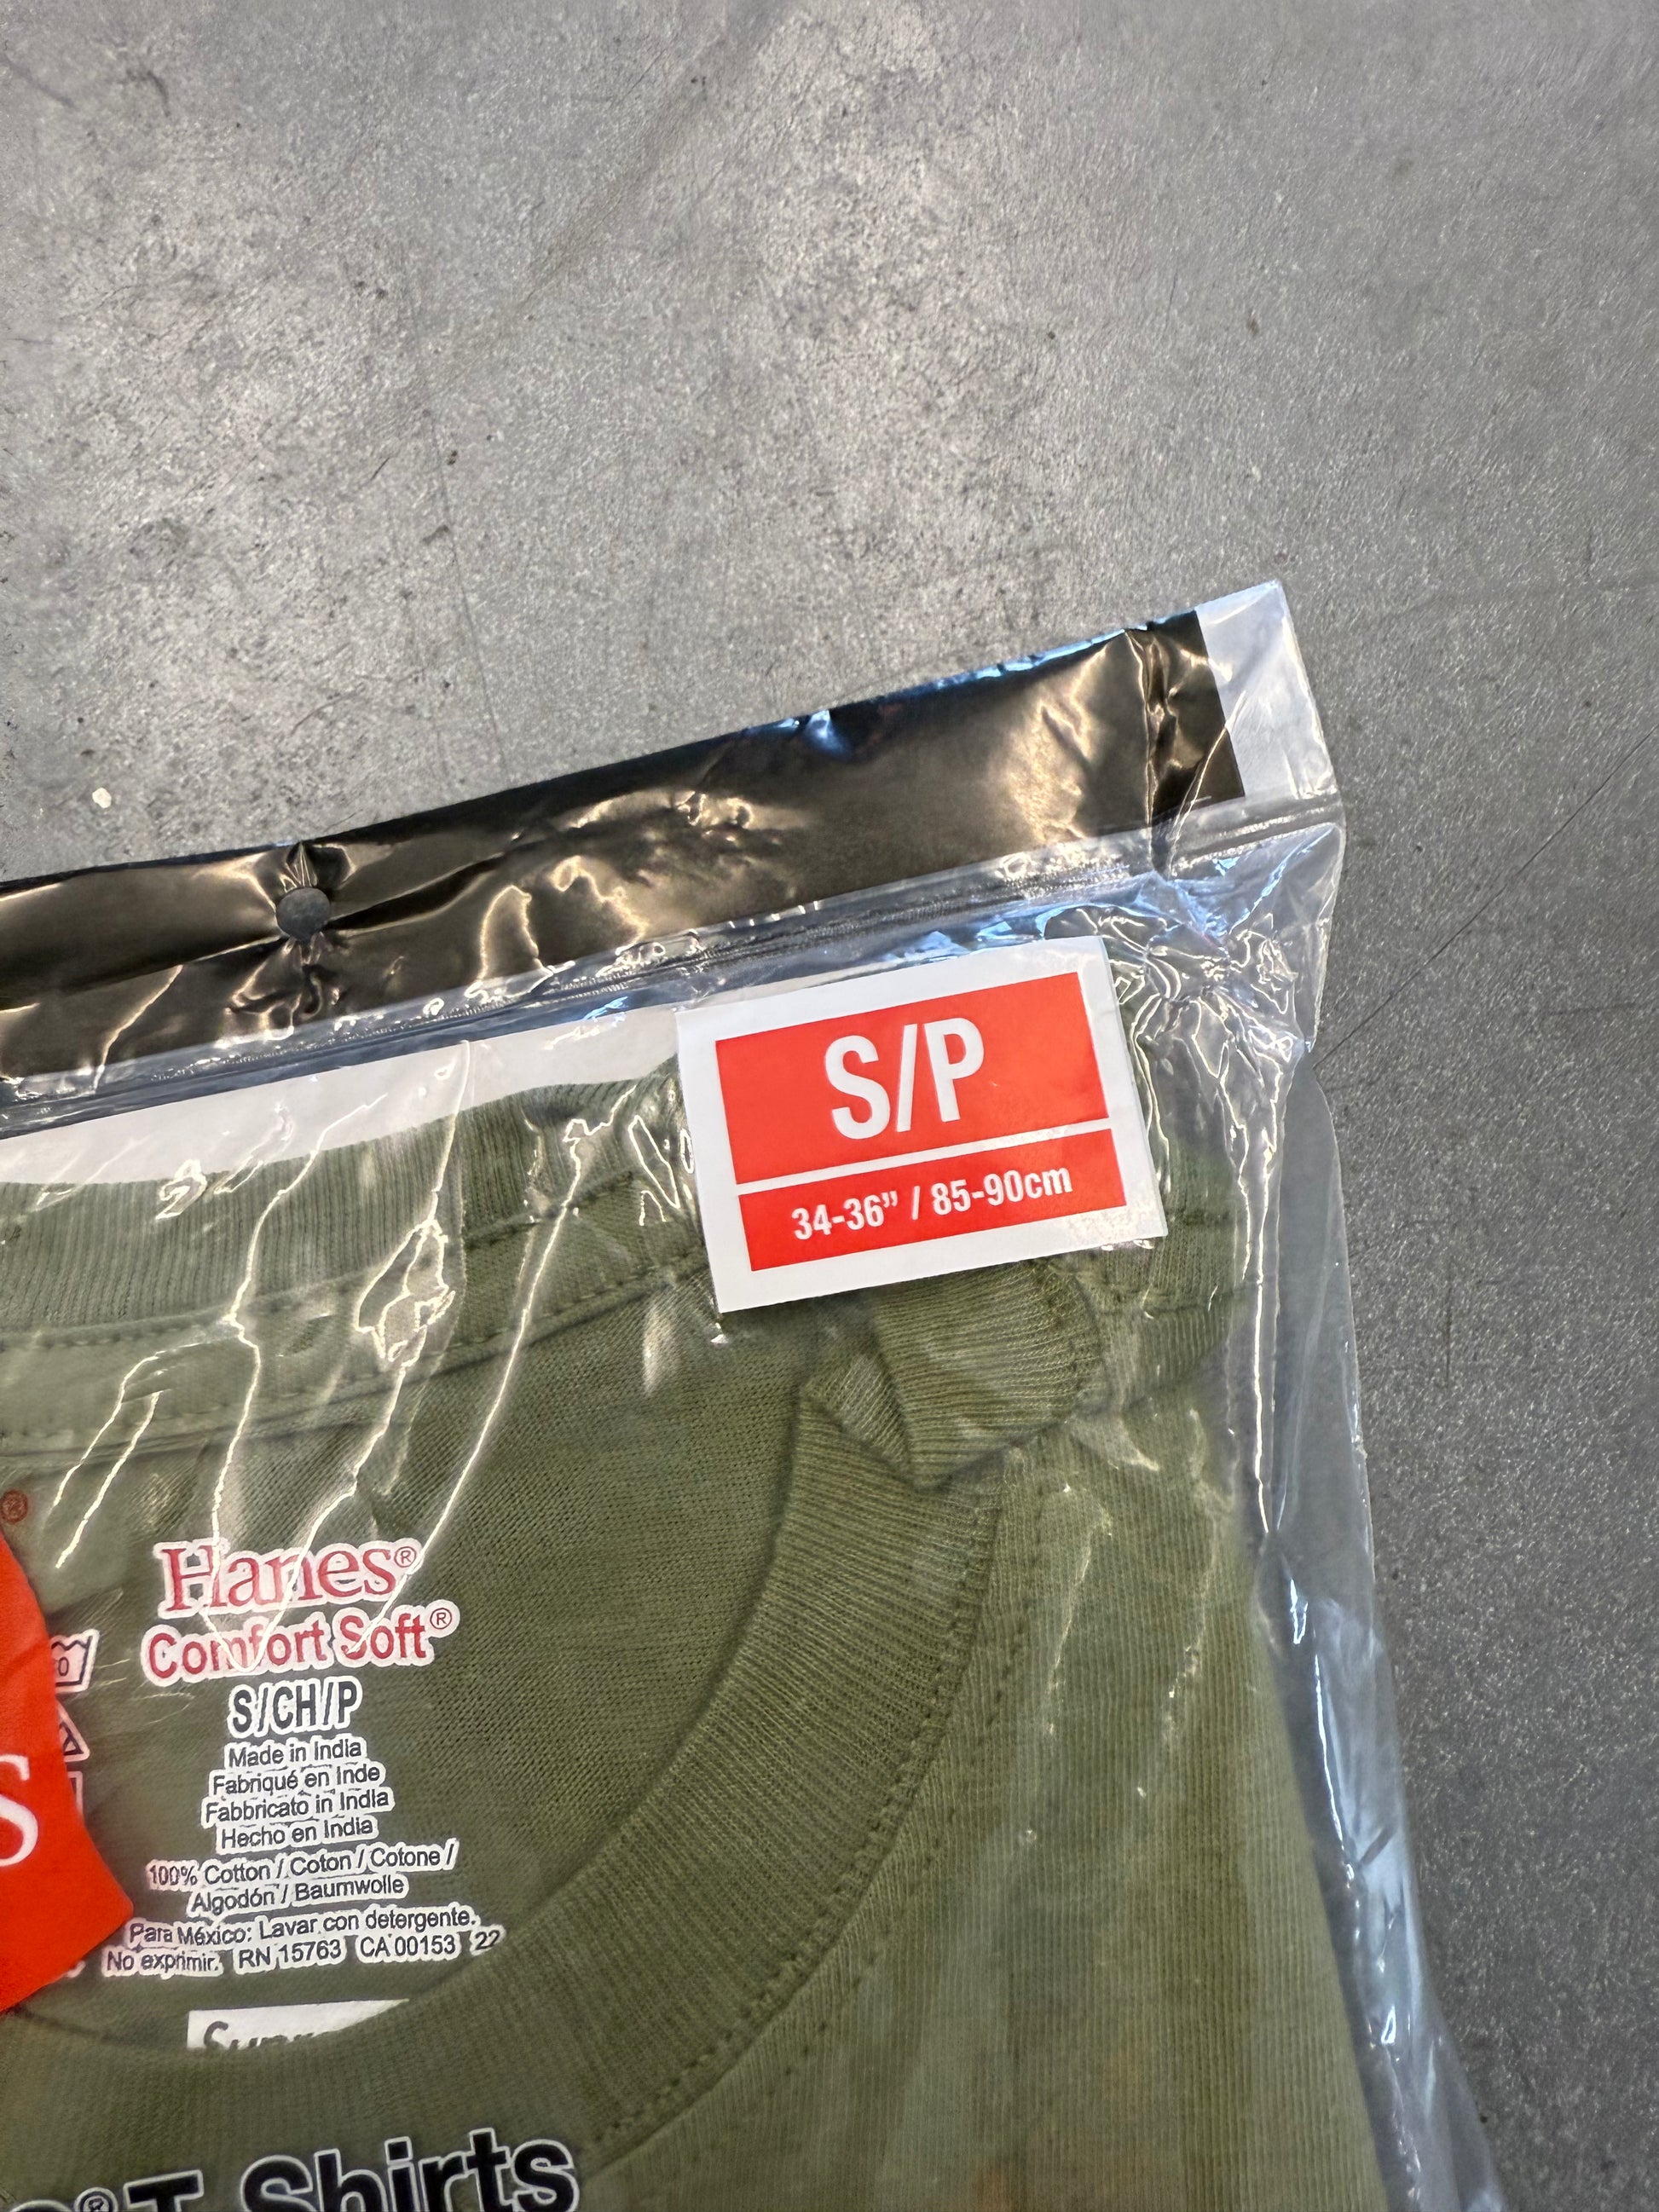 S/P
34-36” / 85-90cm
®
Hanes®
Comfort Soft®
S/CH/P
Made in India
Fabriqué en Inde
Fabbricato in India
Hecho en India
100% Cotton / Coton / Cotone /
Algodón / Baumwolle
Para México: Lavar con detergente.
No exprimir. RN 15763 CA 00153 22
S
® T-Shirts